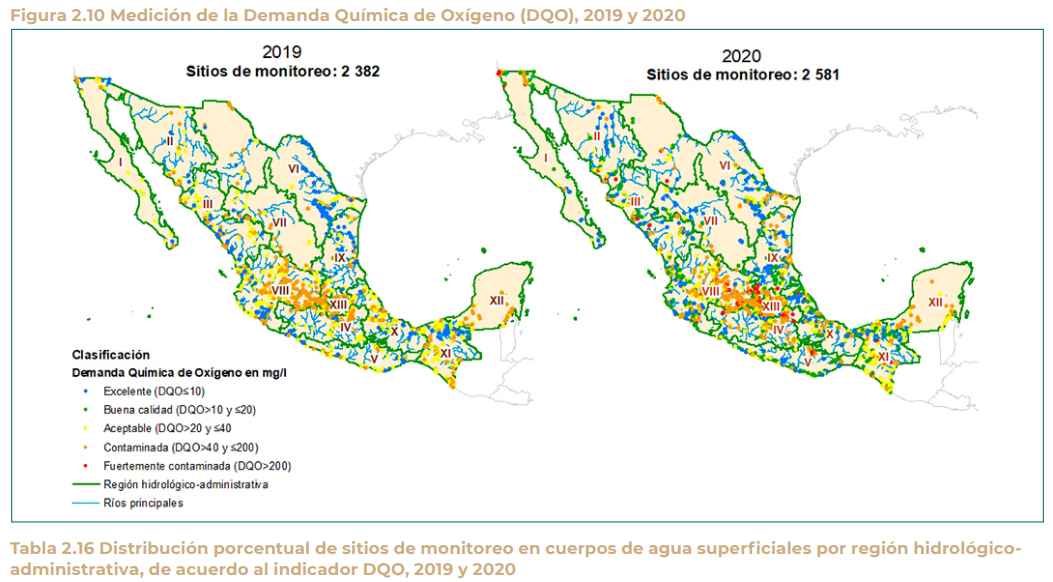 Figura 2.10 Medición de la Demanda Química de Oxígeno (DQO), 2019 y 2020
2019
Sitios de monitoreo: 2 382
I
II
III
VI
VII
IX
VIII
XIII
IV
X
V
XI
XII
2020
Sitios de monitoreo: 2 581
I
II
III
VI
VII
IX
VIII
XIII
IV
X
V
XI
XII
Clasificación
Demanda Química de Oxígeno en mg/l
Excelente (DQO≤10)
Buena calidad (DQO>10 y ≤20)
Aceptable (DQO>20 y ≤40
Contaminada (DQO>40 y ≤200)
Fuertemente contaminada (DQO>200)
Región hidrológico-administrativa
Ríos principales
Tabla 2.16 Distribución porcentual de sitios de monitoreo en cuerpos de agua superficiales por región hidrológico-
administrativa, de acuerdo al indicador DQO, 2019 y 2020